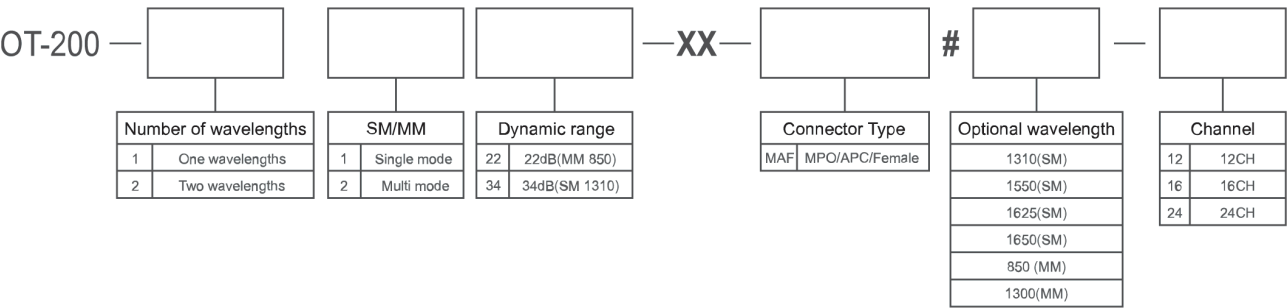 OT-200 — — XX — # —
Number of wavelengths
1 One wavelengths
2 Two wavelengths
SM/MM
1 Single mode
2 Multi mode
Dynamic range
22 22dB(MM 850)
34 34dB(SM 1310)
Connector Type
MAF MPO/APC/Female
Optional wavelength
1310(SM)
1550(SM)
1625(SM)
1650(SM)
850 (MM)
1300(MM)
Channel
12 12CH
16 16CH
24 24CH